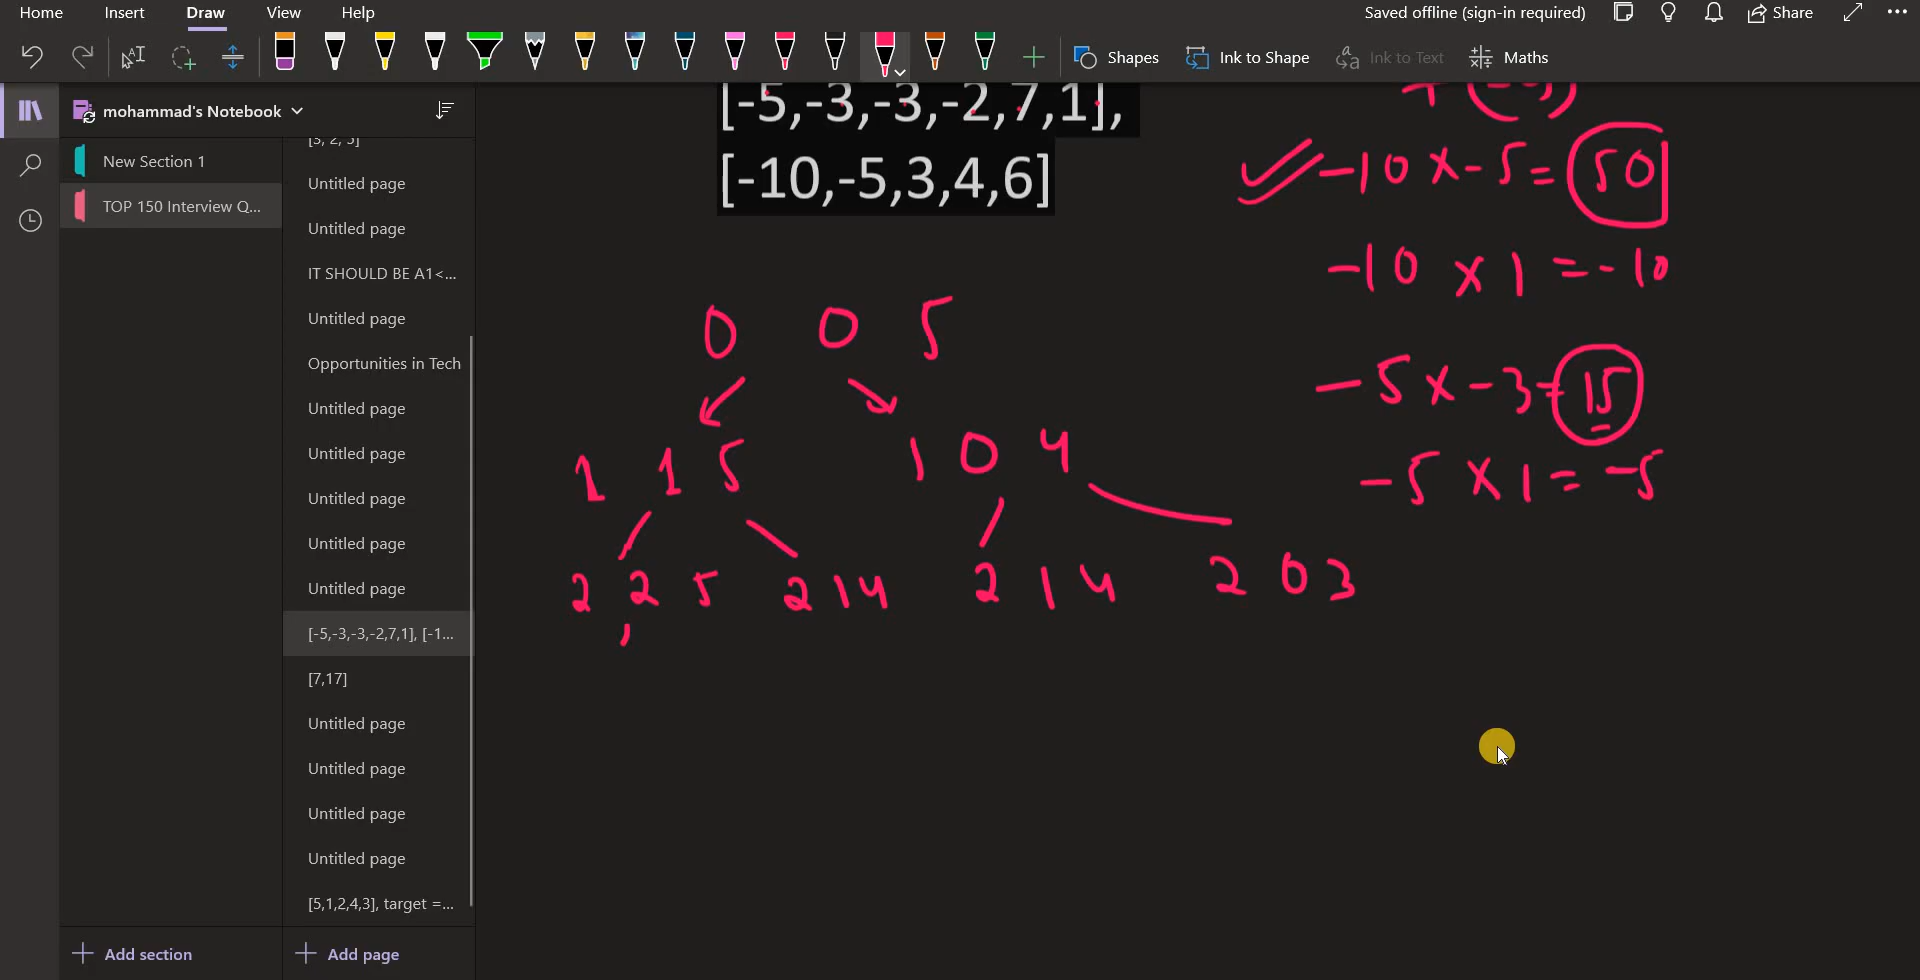 Home Insert Draw View Help
Saved offline (sign-in required) Share
Shapes Ink to Shape Ink to Text Maths
mohammad's Notebook
New Section 1
TOP 150 Interview Q...
[3, 2, 5]
Untitled page
Untitled page
IT SHOULD BE A1<...
Untitled page
Opportunities in Tech
Untitled page
Untitled page
Untitled page
Untitled page
Untitled page
[-5,-3,-3,-2,7,1], [-1...
[7,17]
Untitled page
Untitled page
Untitled page
Untitled page
[5,1,2,4,3], target =...
Add section
Add page
[-5,-3,-3,-2,7,1],
[-10,-5,3,4,6]
0 0 5
1 1 5 1 0 4
2 2 5 2 1 4 2 1 4 2 0 3
-10 x -5 = 50
-10 x 1 = -10
-5 x -3 = 15
-5 x 1 = -5